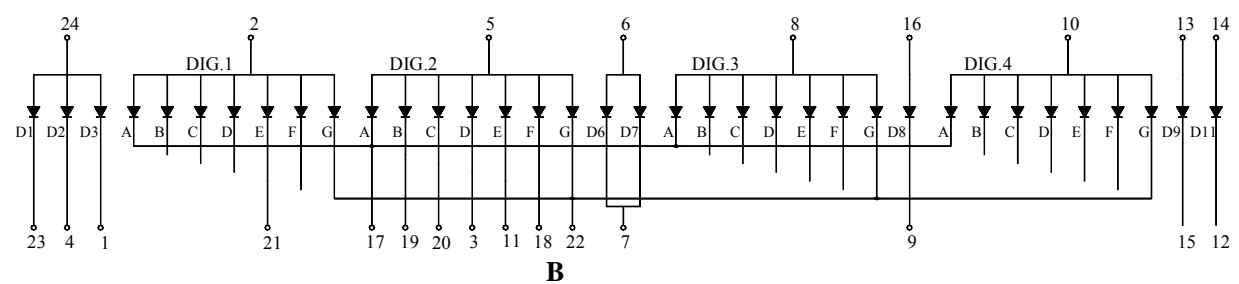 24 2 5 6 8 16 10 13 14
DIG.1 DIG.2 DIG.3 DIG.4
D1 D2 D3 A B C D E F G A B C D E F G D6 D7 A B C D E F G D8 A B C D E F G D9 D11
23 4 1 21 17 19 20 3 11 18 22 7 9 15 12
B